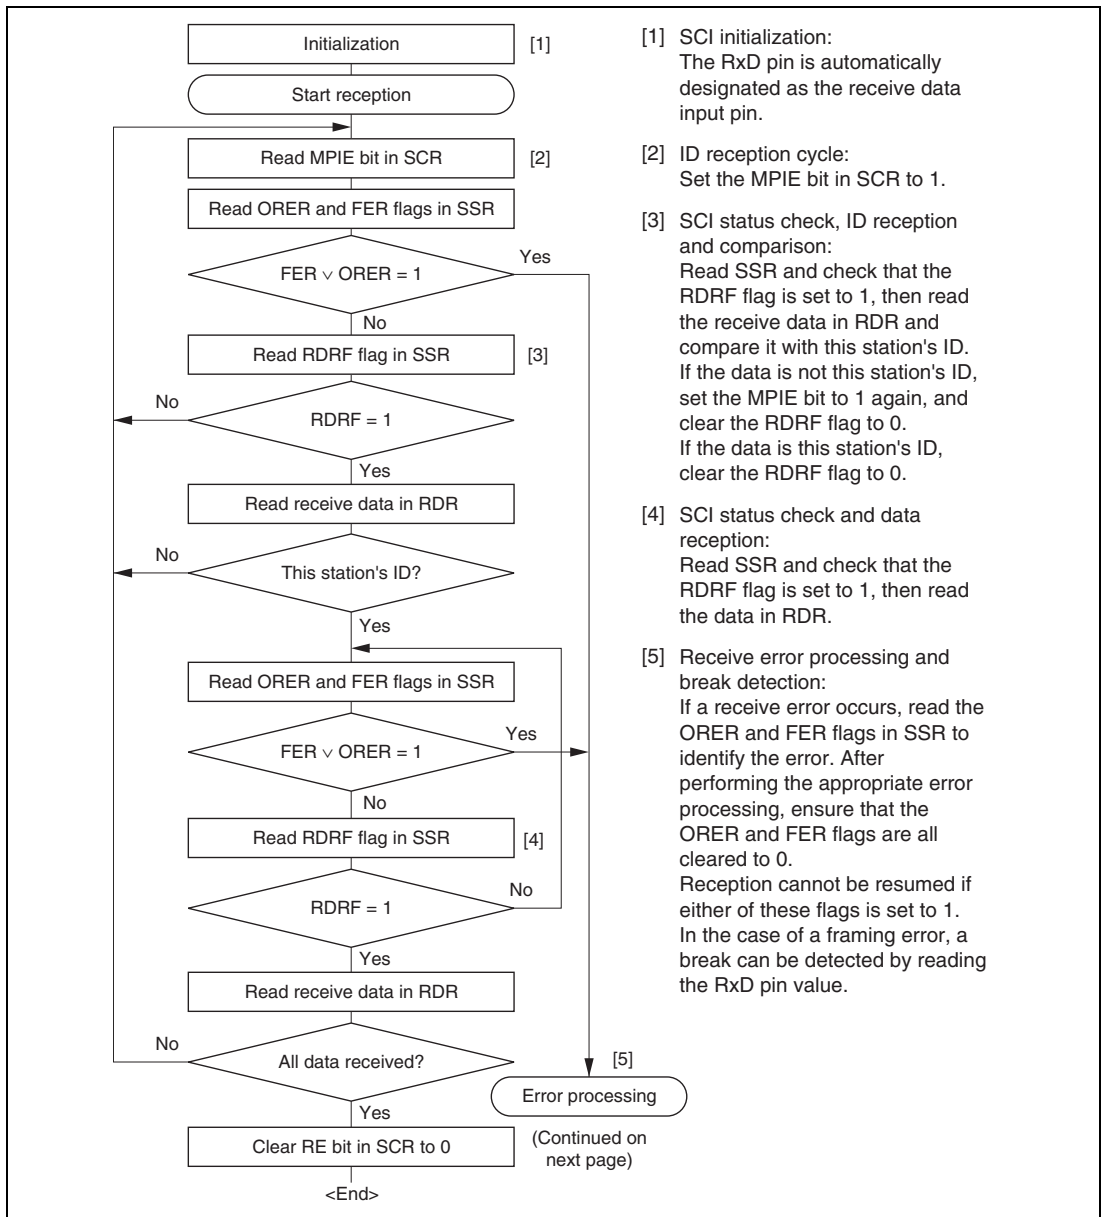 Initialization
[1]
Start reception
Read MPIE bit in SCR
[2]
Read ORER and FER flags in SSR
FER ∨ ORER = 1
Yes
No
Read RDRF flag in SSR
[3]
No
RDRF = 1
Yes
Read receive data in RDR
No
This station's ID?
Yes
Read ORER and FER flags in SSR
Yes
FER ∨ ORER = 1
No
Read RDRF flag in SSR
[4]
No
RDRF = 1
Yes
Read receive data in RDR
No
All data received?
[5]
Error processing
Yes
(Continued on
next page)
Clear RE bit in SCR to 0
<End>
[1] SCI initialization:
The RxD pin is automatically
designated as the receive data
input pin.
[2] ID reception cycle:
Set the MPIE bit in SCR to 1.
[3] SCI status check, ID reception
and comparison:
Read SSR and check that the
RDRF flag is set to 1, then read
the receive data in RDR and
compare it with this station's ID.
If the data is not this station's ID,
set the MPIE bit to 1 again, and
clear the RDRF flag to 0.
If the data is this station's ID,
clear the RDRF flag to 0.
[4] SCI status check and data
reception:
Read SSR and check that the
RDRF flag is set to 1, then read
the data in RDR.
[5] Receive error processing and
break detection:
If a receive error occurs, read the
ORER and FER flags in SSR to
identify the error. After
performing the appropriate error
processing, ensure that the
ORER and FER flags are all
cleared to 0.
Reception cannot be resumed if
either of these flags is set to 1.
In the case of a framing error, a
break can be detected by reading
the RxD pin value.